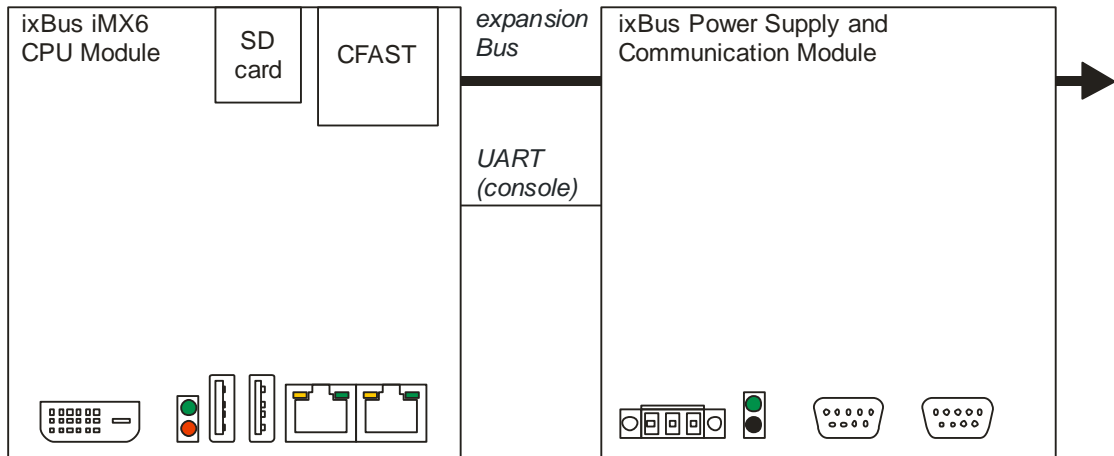 ixBus iMX6
CPU Module
SD
card
CFAST
expansion
Bus
UART
(console)
ixBus Power Supply and
Communication Module